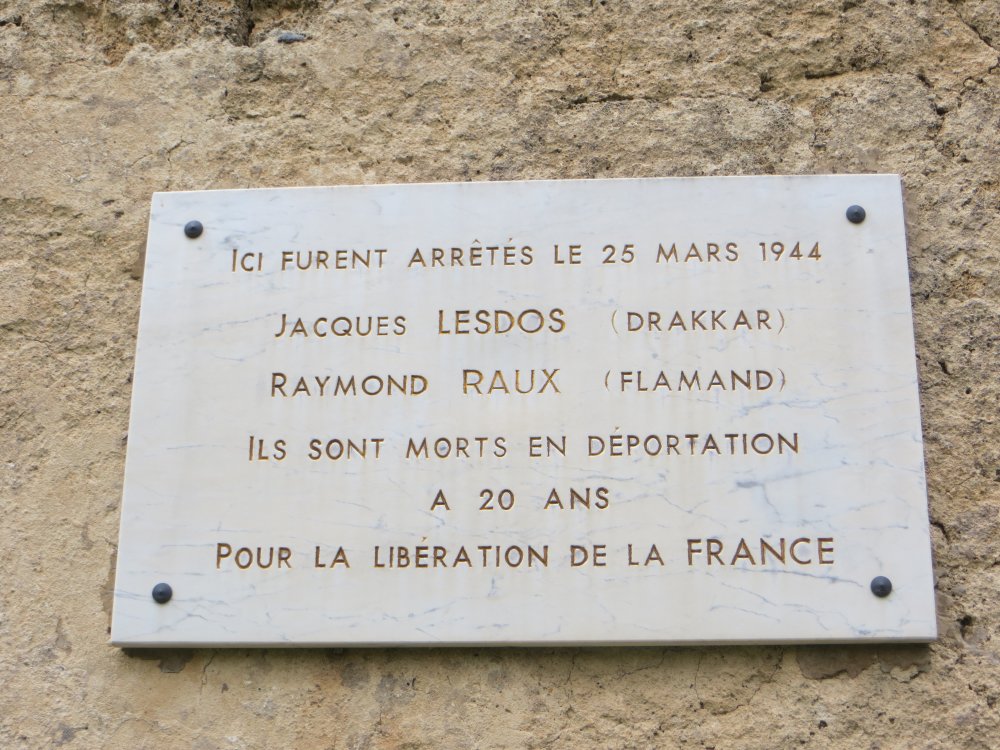 ICI FURENT ARRÊTÉS LE 25 MARS 1944
JACQUES LESDOS (DRAKKAR)
RAYMOND RAUX (FLAMAND)
ILS SONT MORTS EN DÉPORTATION
A 20 ANS
POUR LA LIBÉRATION DE LA FRANCE